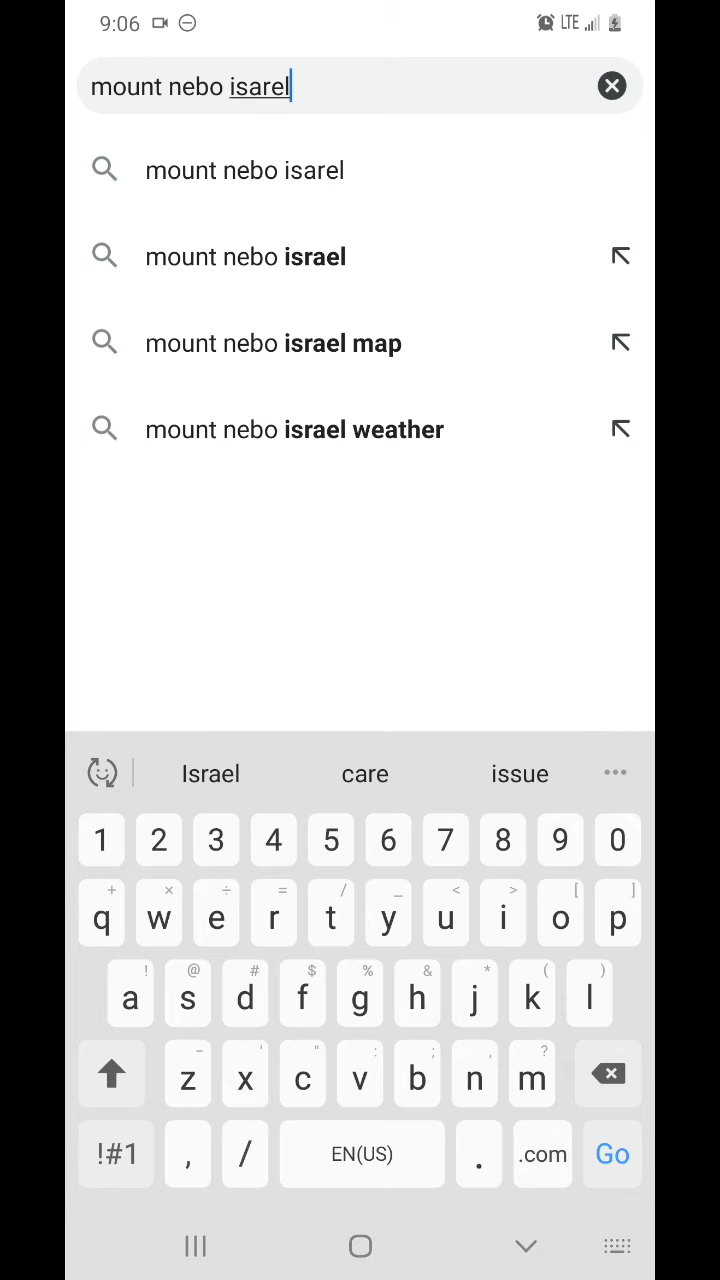 9:06 LTE
mount nebo isarel
mount nebo isarel
mount nebo israel
mount nebo israel map
mount nebo israel weather
Israel care issue
1 2 3 4 5 6 7 8 9 0
+ × ÷ = / _ < > [ ]
q w e r t y u i o p
! @ # $ % & * ( )
a s d f g h j k l
- ' " : ; , ?
z x c v b n m
!#1 , / EN(US) . .com Go